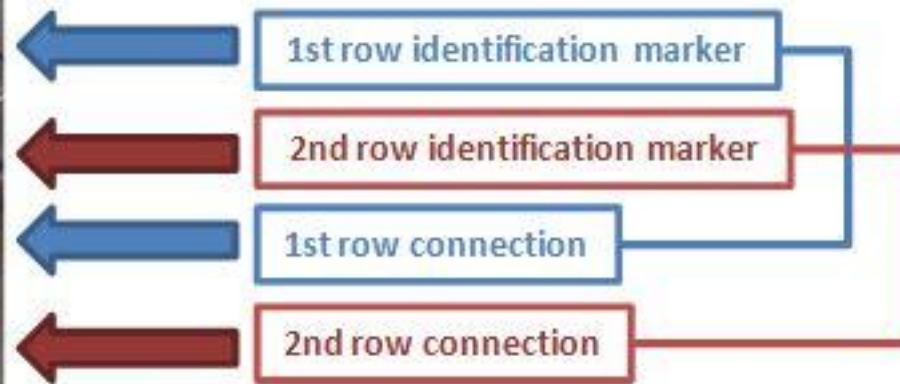 1st row identification marker
2nd row identification marker
1st row connection
2nd row connection